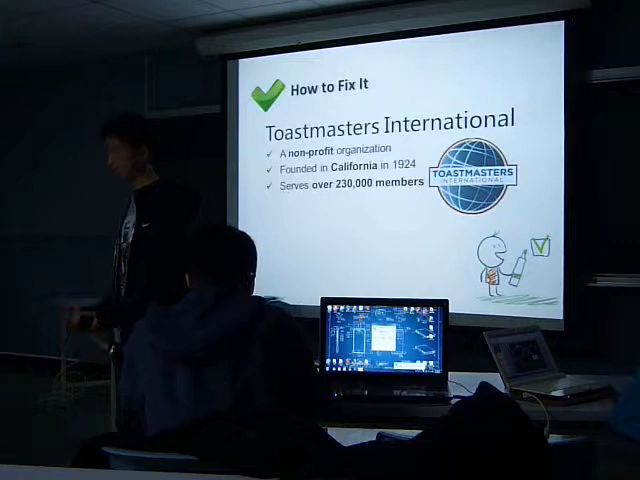 How to Fix It
Toastmasters International
✓ A non-profit organization
✓ Founded in California in 1924
✓ Serves over 230,000 members
TOASTMASTERS
INTERNATIONAL